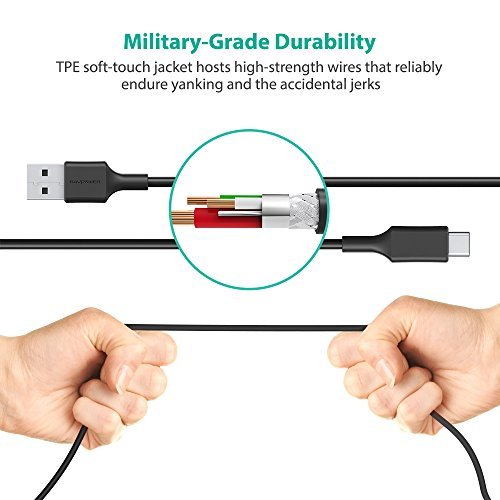 Military-Grade Durability
TPE soft-touch jacket hosts high-strength wires that reliably
endure yanking and the accidental jerks
RAVPOWER